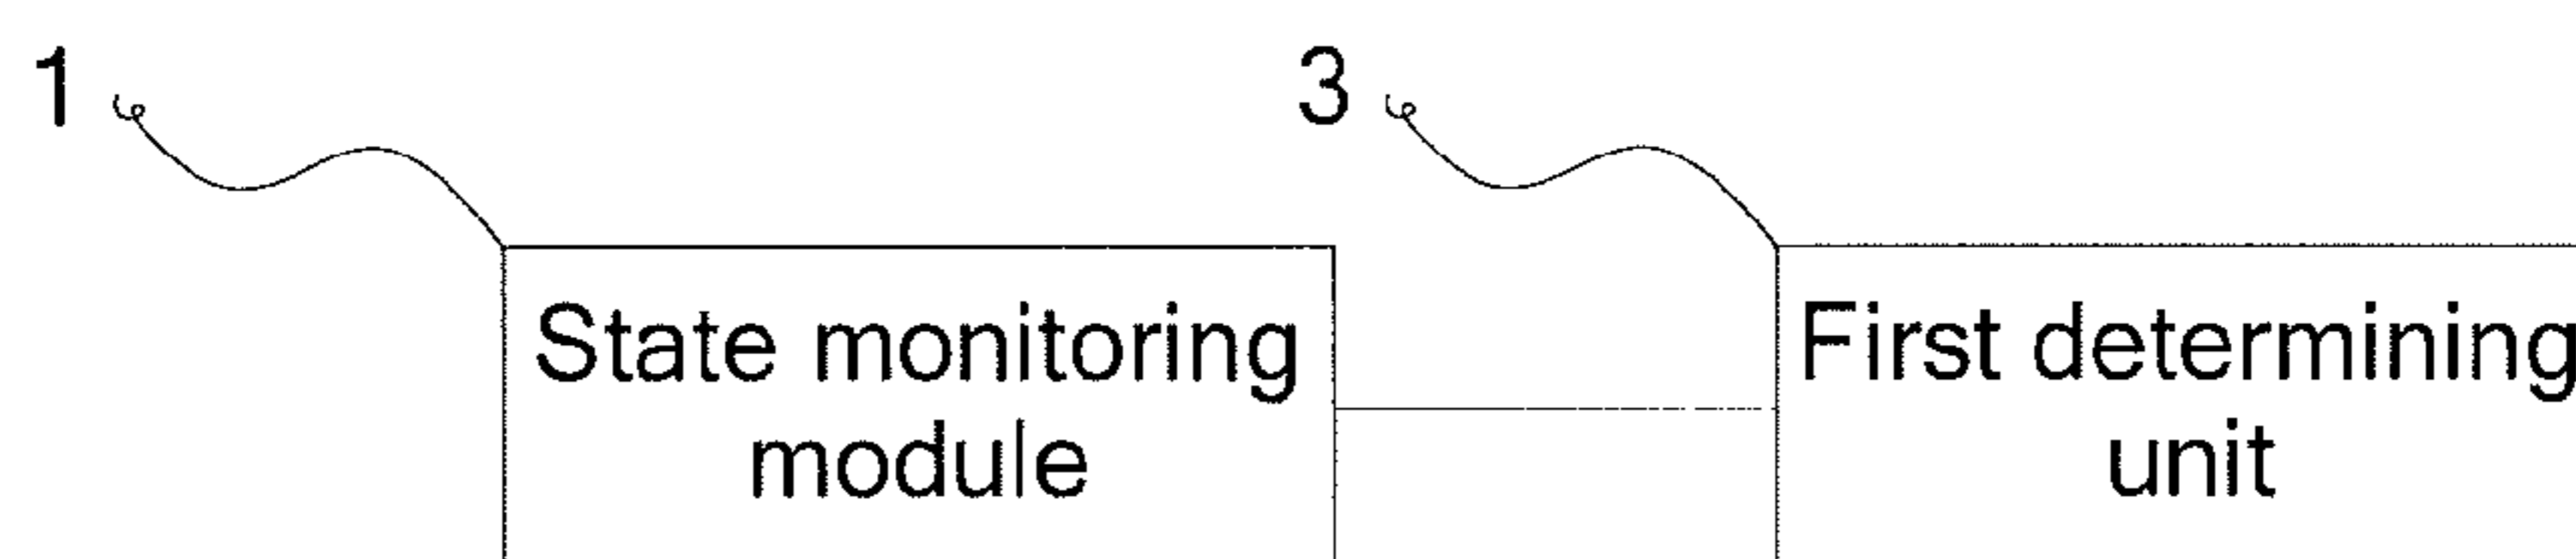 1
3
State monitoring
module
First determining
unit